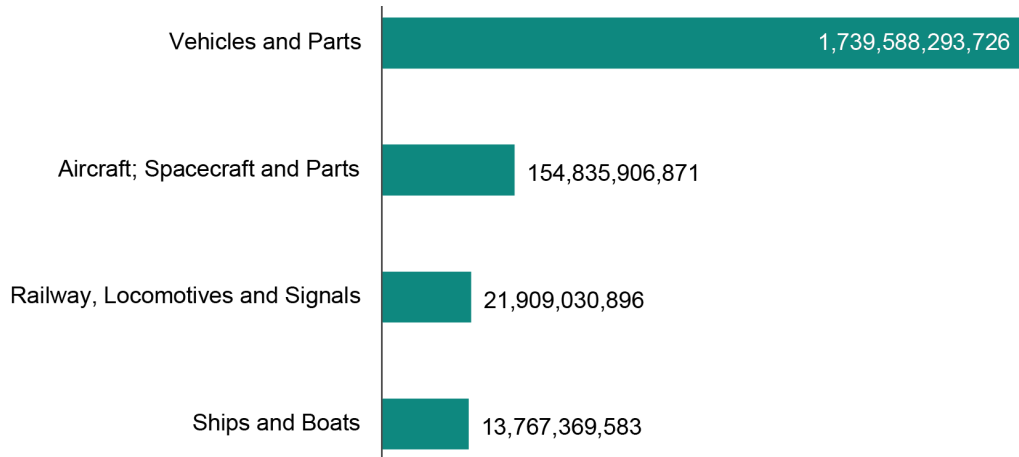 Vehicles and Parts 1,739,588,293,726
Aircraft; Spacecraft and Parts 154,835,906,871
Railway, Locomotives and Signals 21,909,030,896
Ships and Boats 13,767,369,583